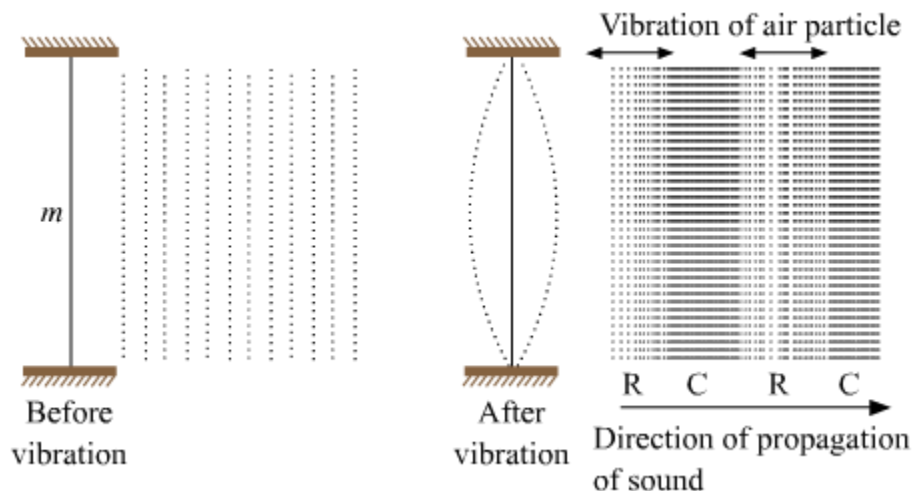 Vibration of air particle
m
R C R C
Before
vibration
After
vibration
Direction of propagation
of sound